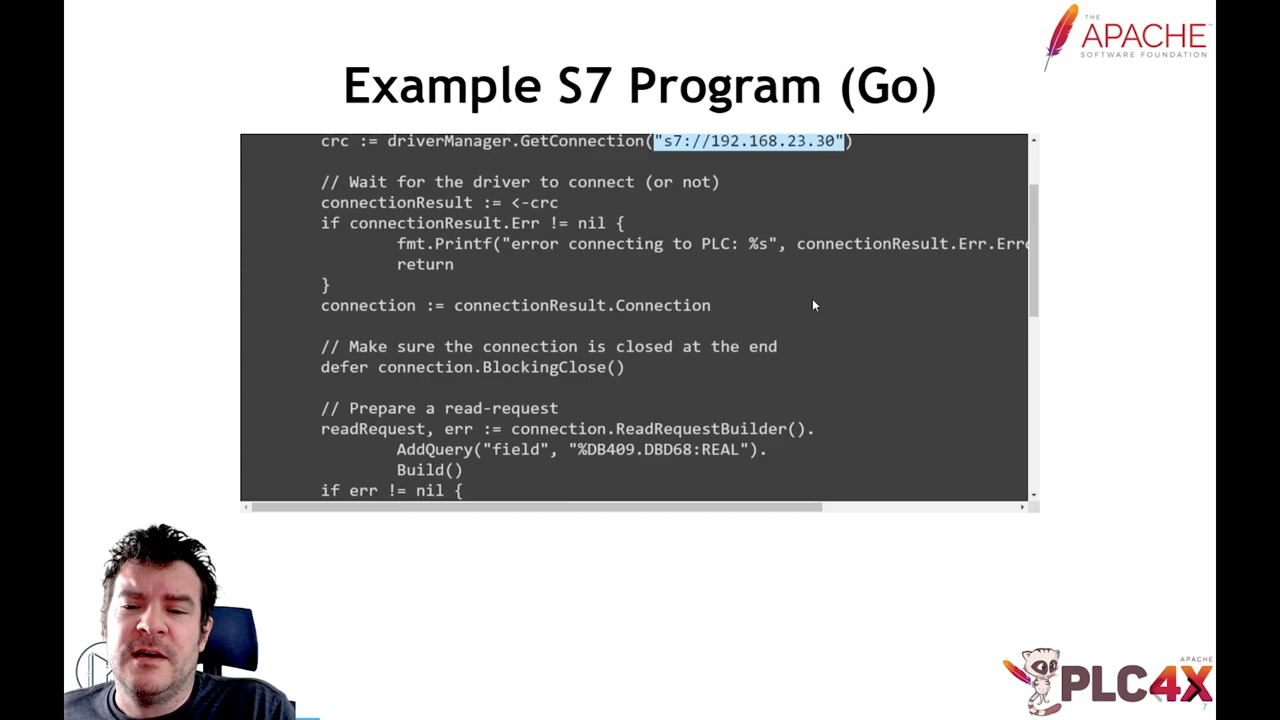 THE
APACHE
SOFTWARE FOUNDATION
Example S7 Program (Go)
crc := driverManager.GetConnection("s7://192.168.23.30")
// Wait for the driver to connect (or not)
connectionResult := <-crc
if connectionResult.Err != nil {
fmt.Printf("error connecting to PLC: %s", connectionResult.Err.Erro
return
}
connection := connectionResult.Connection
// Make sure the connection is closed at the end
defer connection.BlockingClose()
// Prepare a read-request
readRequest, err := connection.ReadRequestBuilder().
AddQuery("field", "%DB409.DBD68:REAL").
Build()
if err != nil {
APACHE
PLC4X
7